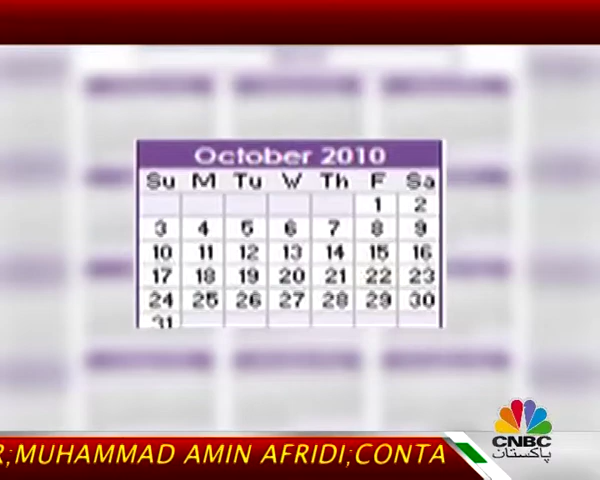 October 2010
Su M Tu W Th F Sa
1 2
3 4 5 6 7 8 9
10 11 12 13 14 15 16
17 18 19 20 21 22 23
24 25 26 27 28 29 30
31
CNBC
پاکستان
R;MUHAMMAD AMIN AFRIDI;CONTA